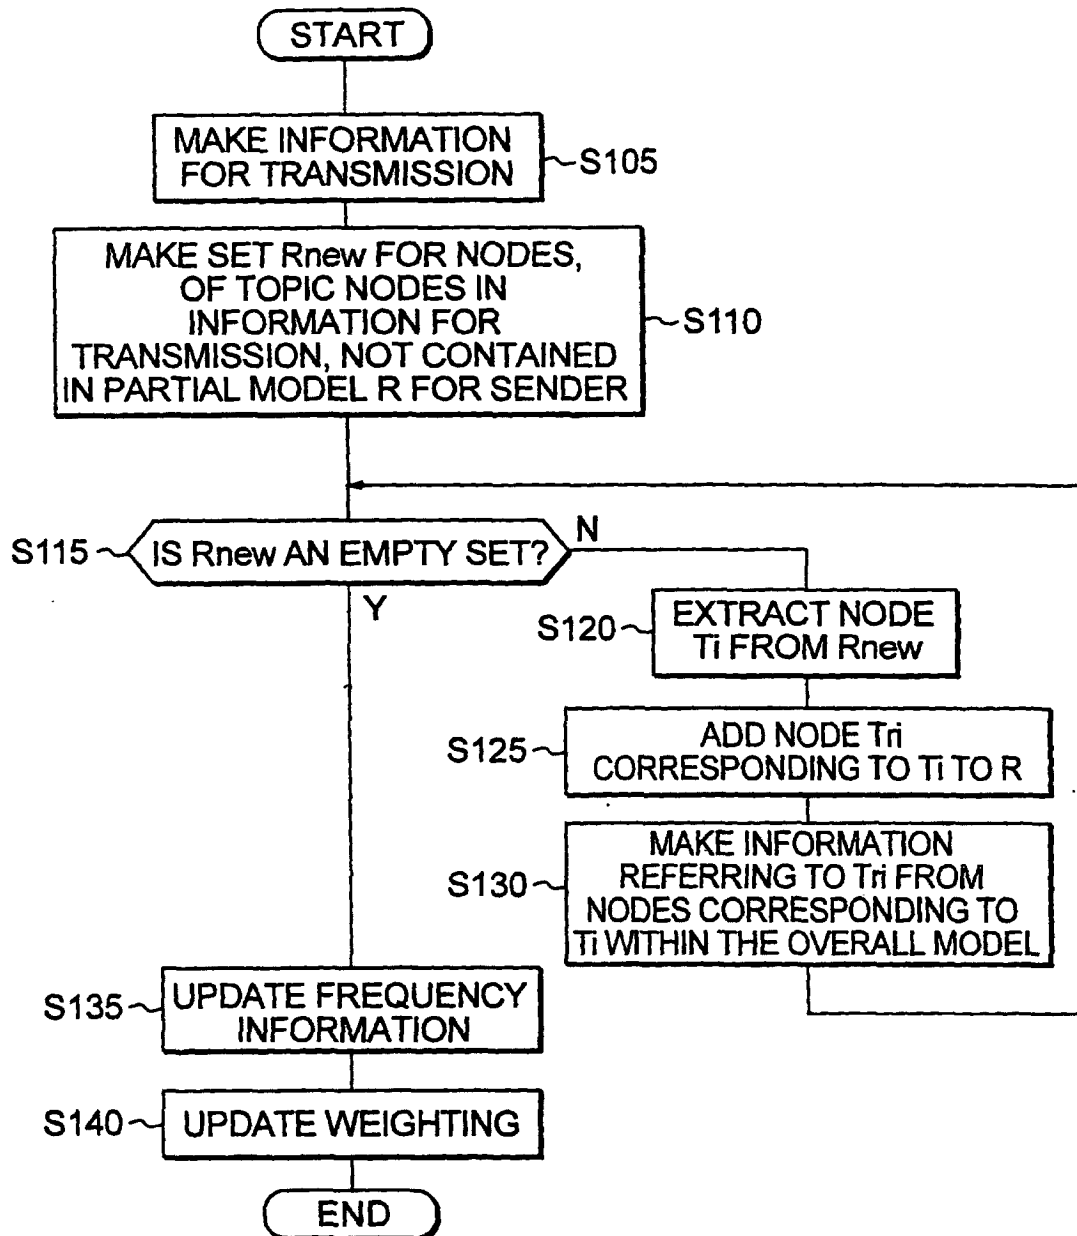 START
MAKE INFORMATION
FOR TRANSMISSION
S105
MAKE SET Rnew FOR NODES,
OF TOPIC NODES IN
INFORMATION FOR
TRANSMISSION, NOT CONTAINED
IN PARTIAL MODEL R FOR SENDER
S110
S115
IS Rnew AN EMPTY SET?
N
Y
S120
EXTRACT NODE
Ti FROM Rnew
S125
ADD NODE Tri
CORRESPONDING TO Ti TO R
S130
MAKE INFORMATION
REFERRING TO Tri FROM
NODES CORRESPONDING TO
Ti WITHIN THE OVERALL MODEL
S135
UPDATE FREQUENCY
INFORMATION
S140
UPDATE WEIGHTING
END